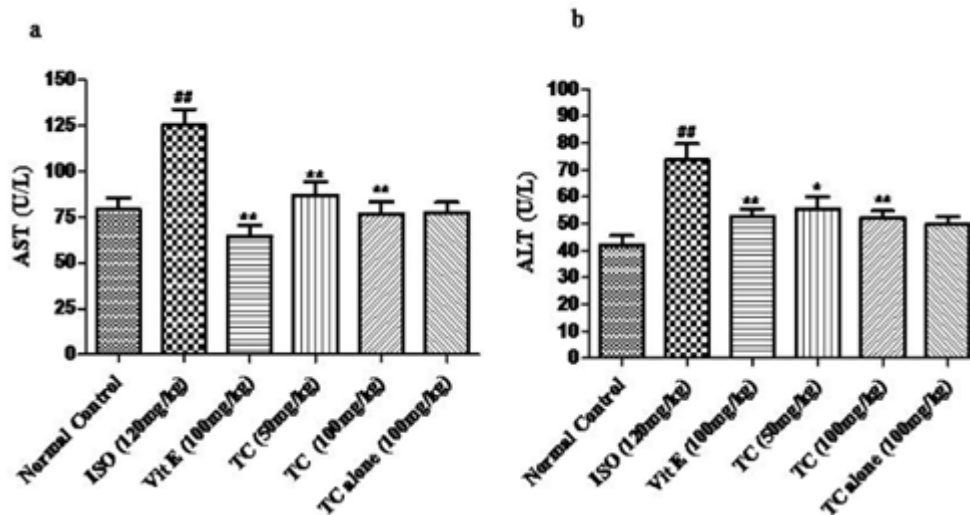 a
150
125
100
75
50
25
0
AST (U/L)
##
**
**
**
Normal Control
ISO (120mg/kg)
Vit E (100mg/kg)
TC (50mg/kg)
TC (100mg/kg)
TC alone (100mg/kg)
b
100
90
80
70
60
50
40
30
20
10
0
ALT (U/L)
##
**
*
**
Normal Control
ISO (120mg/kg)
Vit E (100mg/kg)
TC (50mg/kg)
TC (100mg/kg)
TC alone (100mg/kg)